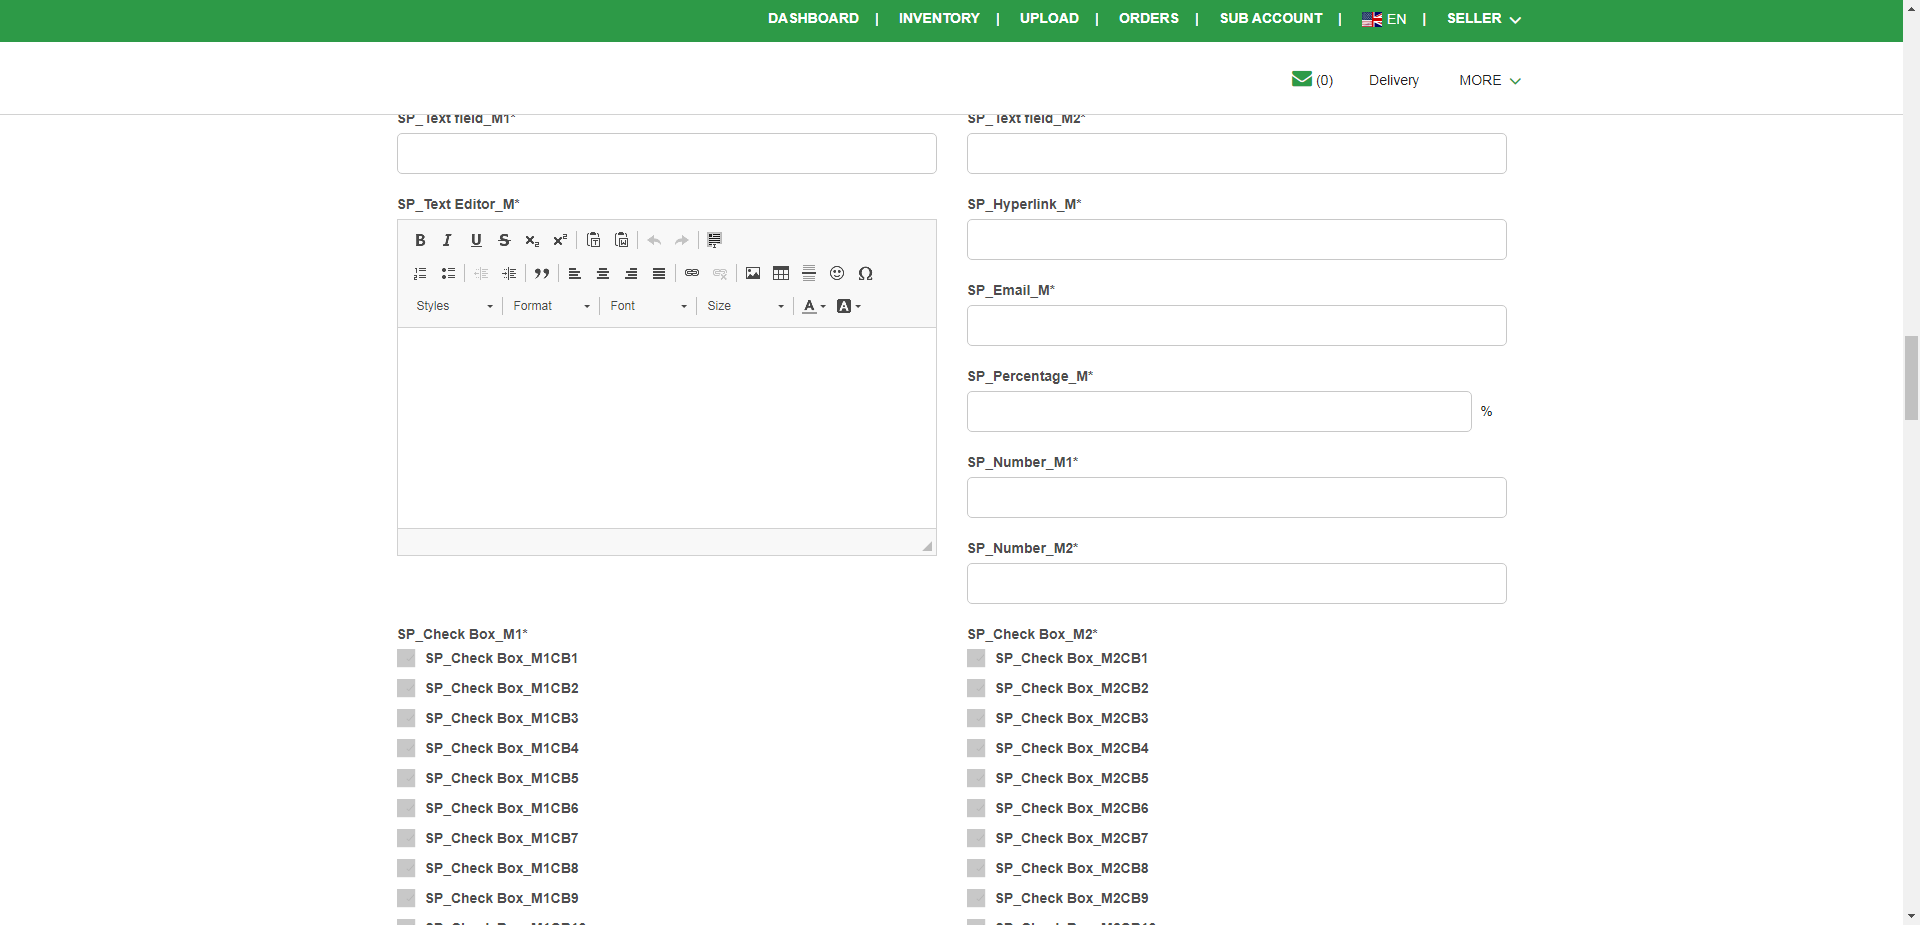 DASHBOARD | INVENTORY | UPLOAD | ORDERS | SUB ACCOUNT | EN | SELLER
(0) Delivery MORE
SP_Text field_M1*
SP_Text field_M2*
SP_Text Editor_M*
Styles Format Font Size
SP_Hyperlink_M*
SP_Email_M*
SP_Percentage_M*
%
SP_Number_M1*
SP_Number_M2*
SP_Check Box_M1*
SP_Check Box_M1CB1
SP_Check Box_M1CB2
SP_Check Box_M1CB3
SP_Check Box_M1CB4
SP_Check Box_M1CB5
SP_Check Box_M1CB6
SP_Check Box_M1CB7
SP_Check Box_M1CB8
SP_Check Box_M1CB9
SP_Check Box_M2*
SP_Check Box_M2CB1
SP_Check Box_M2CB2
SP_Check Box_M2CB3
SP_Check Box_M2CB4
SP_Check Box_M2CB5
SP_Check Box_M2CB6
SP_Check Box_M2CB7
SP_Check Box_M2CB8
SP_Check Box_M2CB9